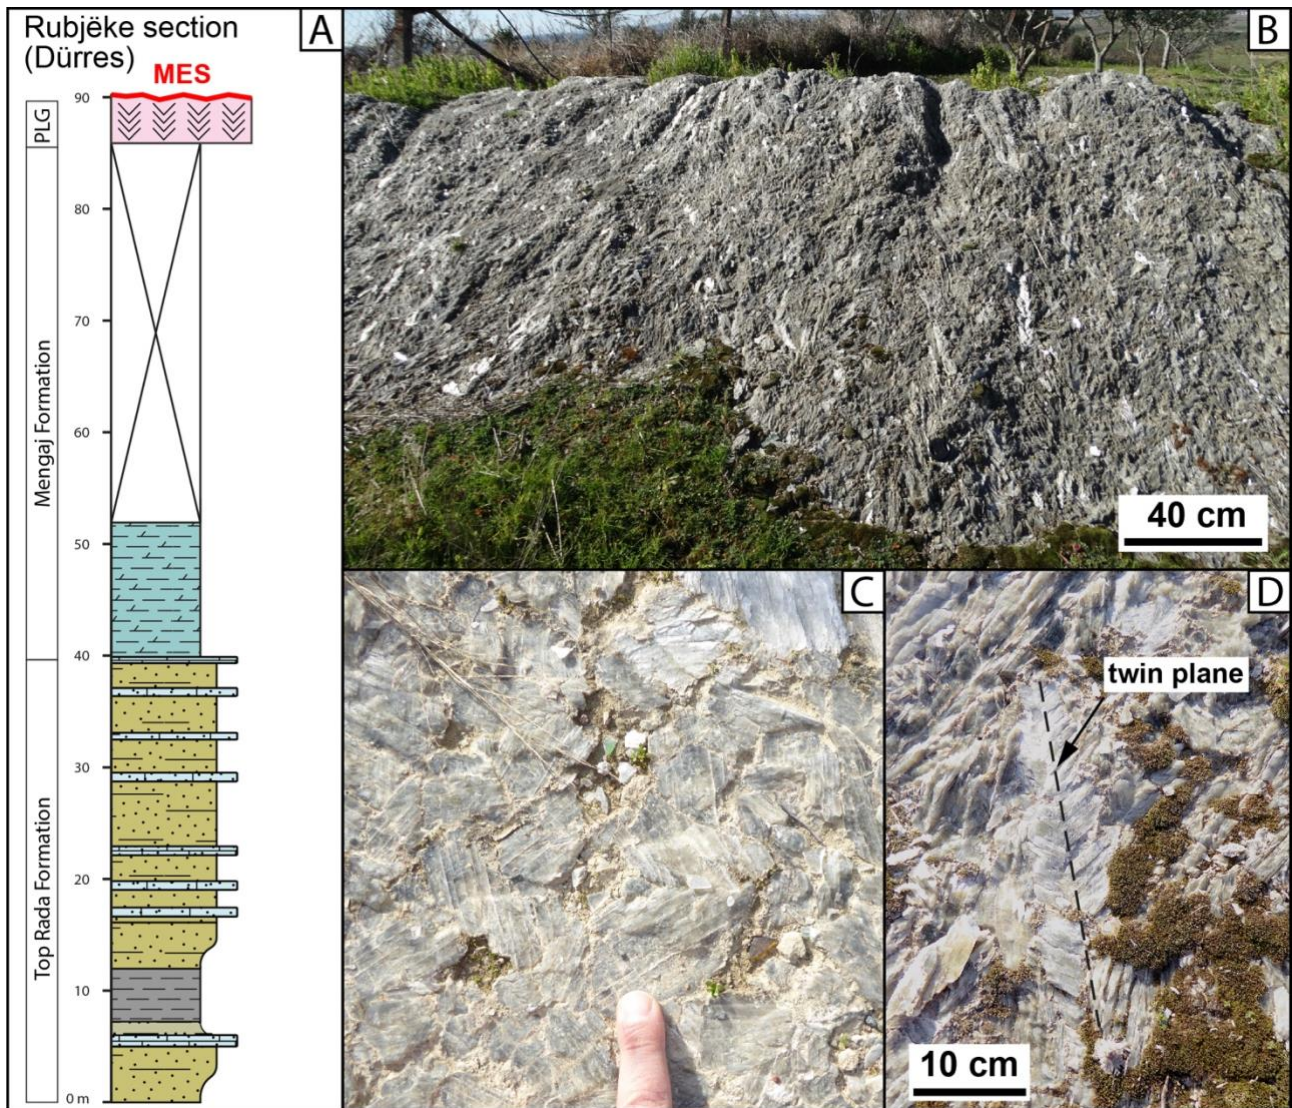 Rubjëke section
(Dürres)
A
MES
90
PLG
80
70
60
Mengaj Formation
50
40
30
20
Top Rada Formation
10
0 m
B
40 cm
C
D
twin plane
10 cm